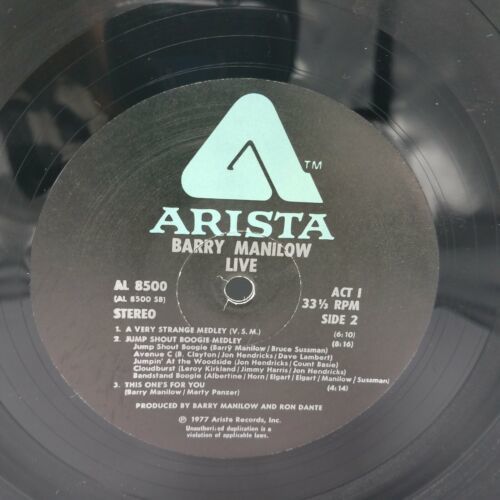 TM
ARISTA
BARRY MANILOW
LIVE
AL 8500
(AL 8500 SB)
STEREO
ACT I
33⅓ RPM
SIDE 2
1. A VERY STRANGE MEDLEY (V. S. M.) (6:10)
2. JUMP SHOUT BOOGIE MEDLEY (8:16)
Jump Shout Boogie (Barry Manilow/Bruce Sussman)
Avenue C (B. Clayton/Jon Hendricks/Dave Lambert)
Jumpin' At the Woodside (Jon Hendricks/Count Basie)
Cloudburst (Leroy Kirkland/Jimmy Harris/Jon Hendricks)
Bandstand Boogie (Albertine/Horn/Elgart/Elgart/Manilow/Sussman)
3. THIS ONE'S FOR YOU (4:14)
(Barry Manilow/Marty Panzer)
PRODUCED BY BARRY MANILOW AND RON DANTE
Ⓟ 1977 Arista Records, Inc.
Unauthorized duplication is a
violation of applicable laws.